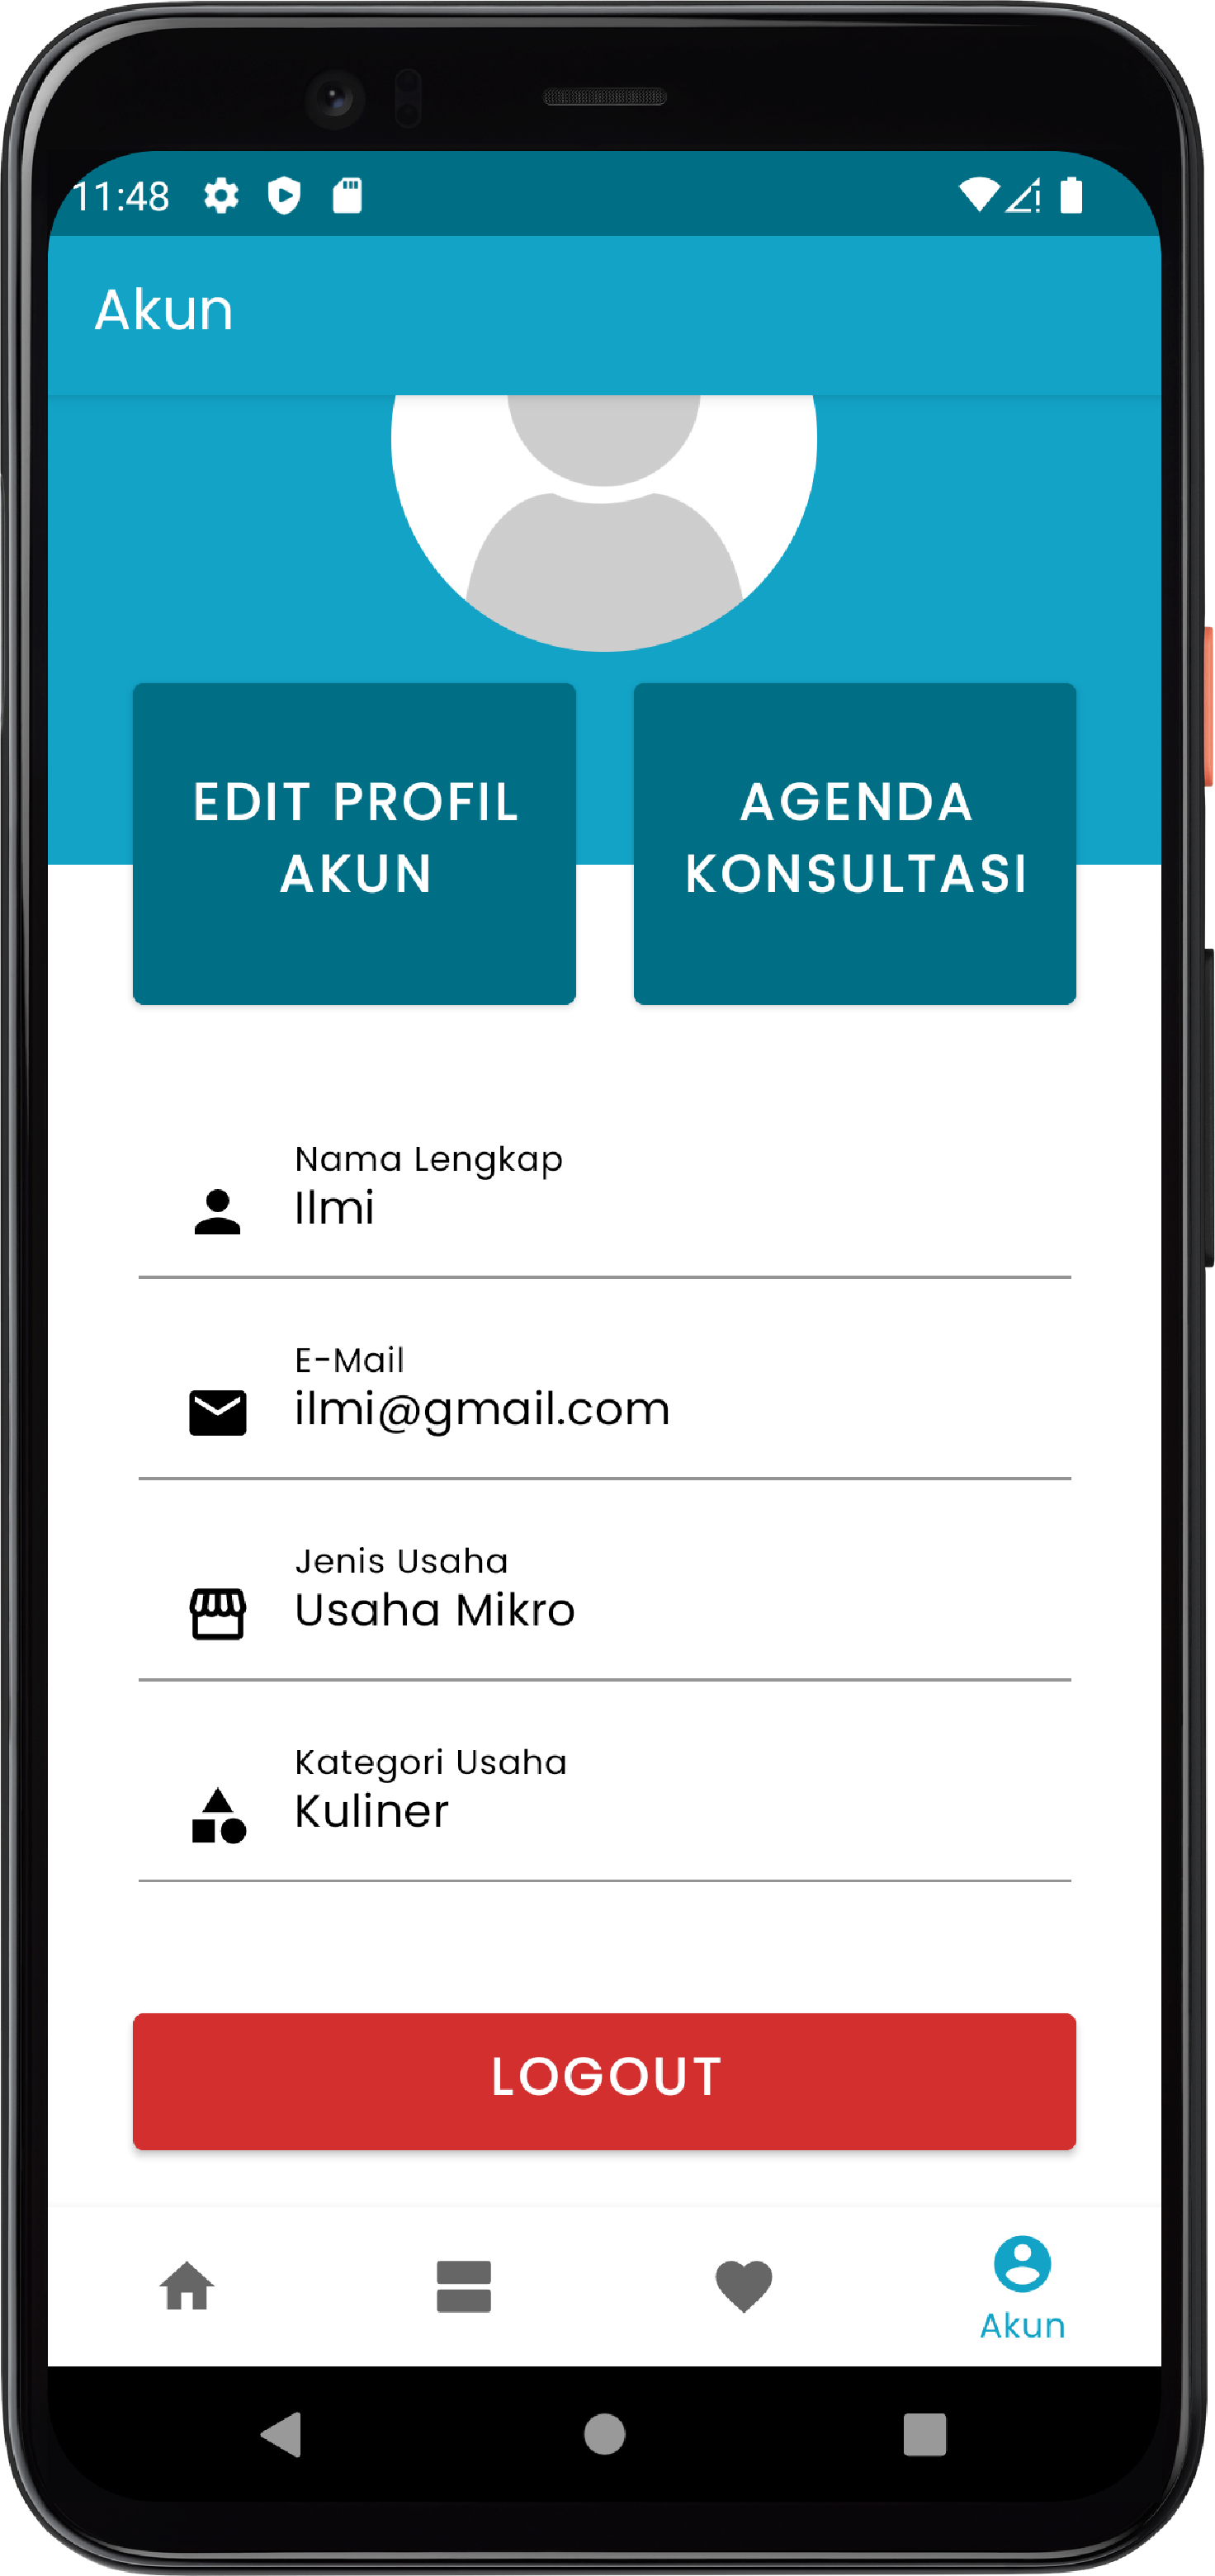 11:48
Akun
EDIT PROFIL
AKUN
AGENDA
KONSULTASI
Nama Lengkap
Ilmi
E-Mail
ilmi@gmail.com
Jenis Usaha
Usaha Mikro
Kategori Usaha
Kuliner
LOGOUT
Akun